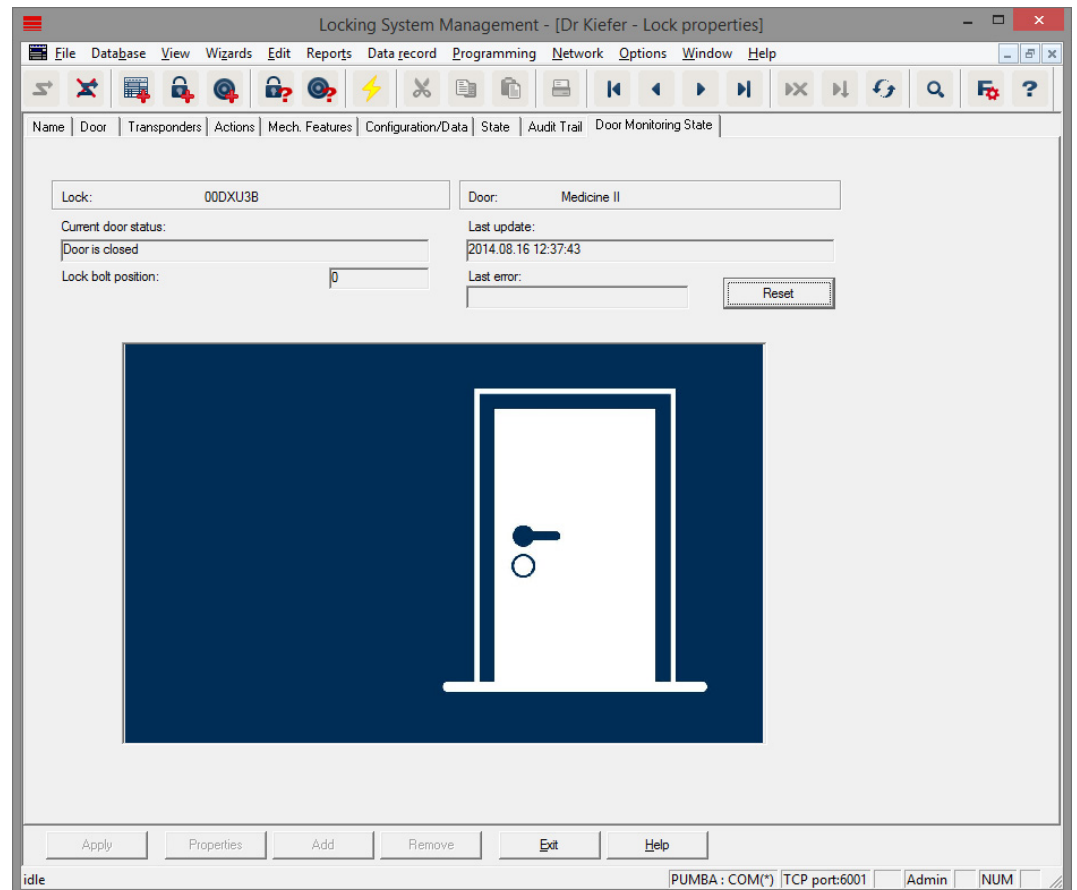 Locking System Management - [Dr Kiefer - Lock properties]
File Database View Wizards Edit Reports Data record Programming Network Options Window Help
Name Door Transponders Actions Mech. Features Configuration/Data State Audit Trail Door Monitoring State
Lock: 00DXU3B Door: Medicine II
Current door status: Last update:
Door is closed 2014.08.16 12:37:43
Lock bolt position: 0 Last error:
Reset
Apply Properties Add Remove Exit Help
idle PUMBA : COM(*) TCP port:6001 Admin NUM